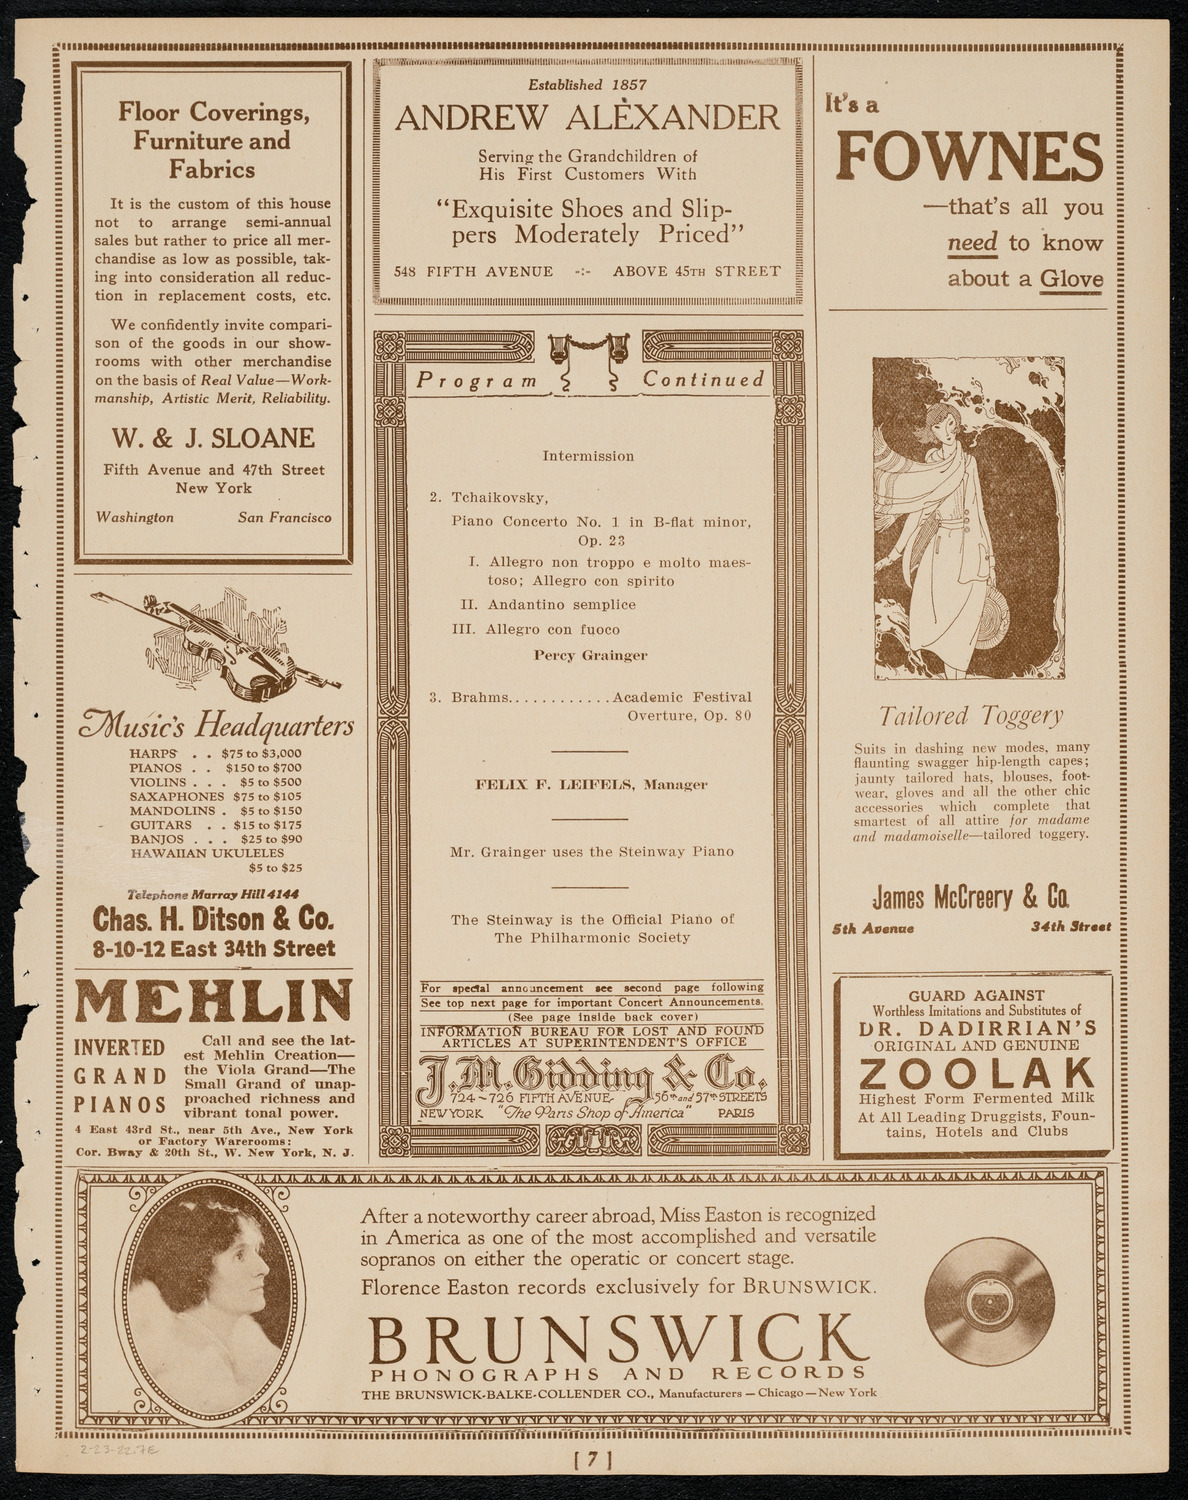 Floor Coverings,
Furniture and
Fabrics
It is the custom of this house
not to arrange semi-annual
sales but rather to price all mer-
chandise as low as possible, tak-
ing into consideration all reduc-
tion in replacement costs, etc.
We confidently invite compari-
son of the goods in our show-
rooms with other merchandise
on the basis of Real Value—Work-
manship, Artistic Merit, Reliability.
W. & J. SLOANE
Fifth Avenue and 47th Street
New York
Washington San Francisco
Music's Headquarters
HARPS . . $75 to $3,000
PIANOS . . $150 to $700
VIOLINS . . . $5 to $500
SAXAPHONES $75 to $105
MANDOLINS . $5 to $150
GUITARS . . $15 to $175
BANJOS . . . $25 to $90
HAWAIIAN UKULELES
$5 to $25
Telephone Murray Hill 4144
Chas. H. Ditson & Co.
8-10-12 East 34th Street
MEHLIN
INVERTED
GRAND
PIANOS
Call and see the lat-
est Mehlin Creation—
the Viola Grand—The
Small Grand of unap-
proached richness and
vibrant tonal power.
4 East 43rd St., near 5th Ave., New York
or Factory Warerooms:
Cor. Bway & 20th St., W. New York, N. J.
Established 1857
ANDREW ALEXANDER
Serving the Grandchildren of
His First Customers With
"Exquisite Shoes and Slip-
pers Moderately Priced"
548 FIFTH AVENUE -:- ABOVE 45TH STREET
Program Continued
Intermission
2. Tchaikovsky,
Piano Concerto No. 1 in B-flat minor,
Op. 23
I. Allegro non troppo e molto maes-
toso; Allegro con spirito
II. Andantino semplice
III. Allegro con fuoco
Percy Grainger
3. Brahms............Academic Festival
Overture, Op. 80
FELIX F. LEIFELS, Manager
Mr. Grainger uses the Steinway Piano
The Steinway is the Official Piano of
The Philharmonic Society
For special announcement see second page following
See top next page for important Concert Announcements.
(See page inside back cover)
INFORMATION BUREAU FOR LOST AND FOUND
ARTICLES AT SUPERINTENDENT'S OFFICE
J.M. Gidding & Co.
724~726 FIFTH AVENUE 56th and 57th STREETS
NEW YORK "The Paris Shop of America" PARIS
It's a
FOWNES
—that's all you
need to know
about a Glove
Tailored Toggery
Suits in dashing new modes, many
flaunting swagger hip-length capes;
jaunty tailored hats, blouses, foot-
wear, gloves and all the other chic
accessories which complete that
smartest of all attire for madame
and madamoiselle—tailored toggery.
James McCreery & Co.
5th Avenue 34th Street
GUARD AGAINST
Worthless Imitations and Substitutes of
DR. DADIRRIAN'S
ORIGINAL AND GENUINE
ZOOLAK
Highest Form Fermented Milk
At All Leading Druggists, Foun-
tains, Hotels and Clubs
After a noteworthy career abroad, Miss Easton is recognized
in America as one of the most accomplished and versatile
sopranos on either the operatic or concert stage.
Florence Easton records exclusively for BRUNSWICK.
BRUNSWICK
PHONOGRAPHS AND RECORDS
THE BRUNSWICK-BALKE-COLLENDER CO., Manufacturers — Chicago — New York
2-23-22-7E
[ 7 ]